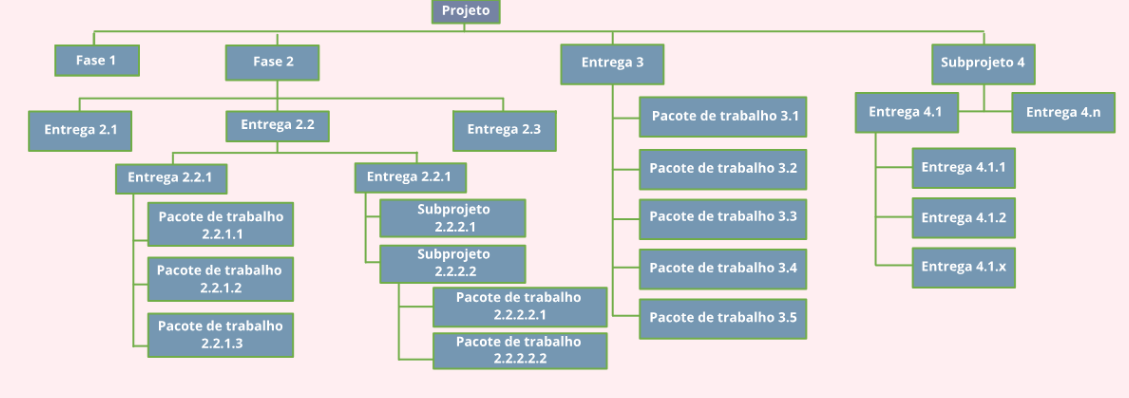 Projeto
Fase 1
Fase 2
Entrega 3
Subprojeto 4
Entrega 2.1
Entrega 2.2
Entrega 2.3
Entrega 2.2.1
Pacote de trabalho
2.2.1.1
Pacote de trabalho
2.2.1.2
Pacote de trabalho
2.2.1.3
Entrega 2.2.1
Subprojeto
2.2.2.1
Subprojeto
2.2.2.2
Pacote de trabalho
2.2.2.2.1
Pacote de trabalho
2.2.2.2.2
Pacote de trabalho 3.1
Pacote de trabalho 3.2
Pacote de trabalho 3.3
Pacote de trabalho 3.4
Pacote de trabalho 3.5
Entrega 4.1
Entrega 4.n
Entrega 4.1.1
Entrega 4.1.2
Entrega 4.1.x